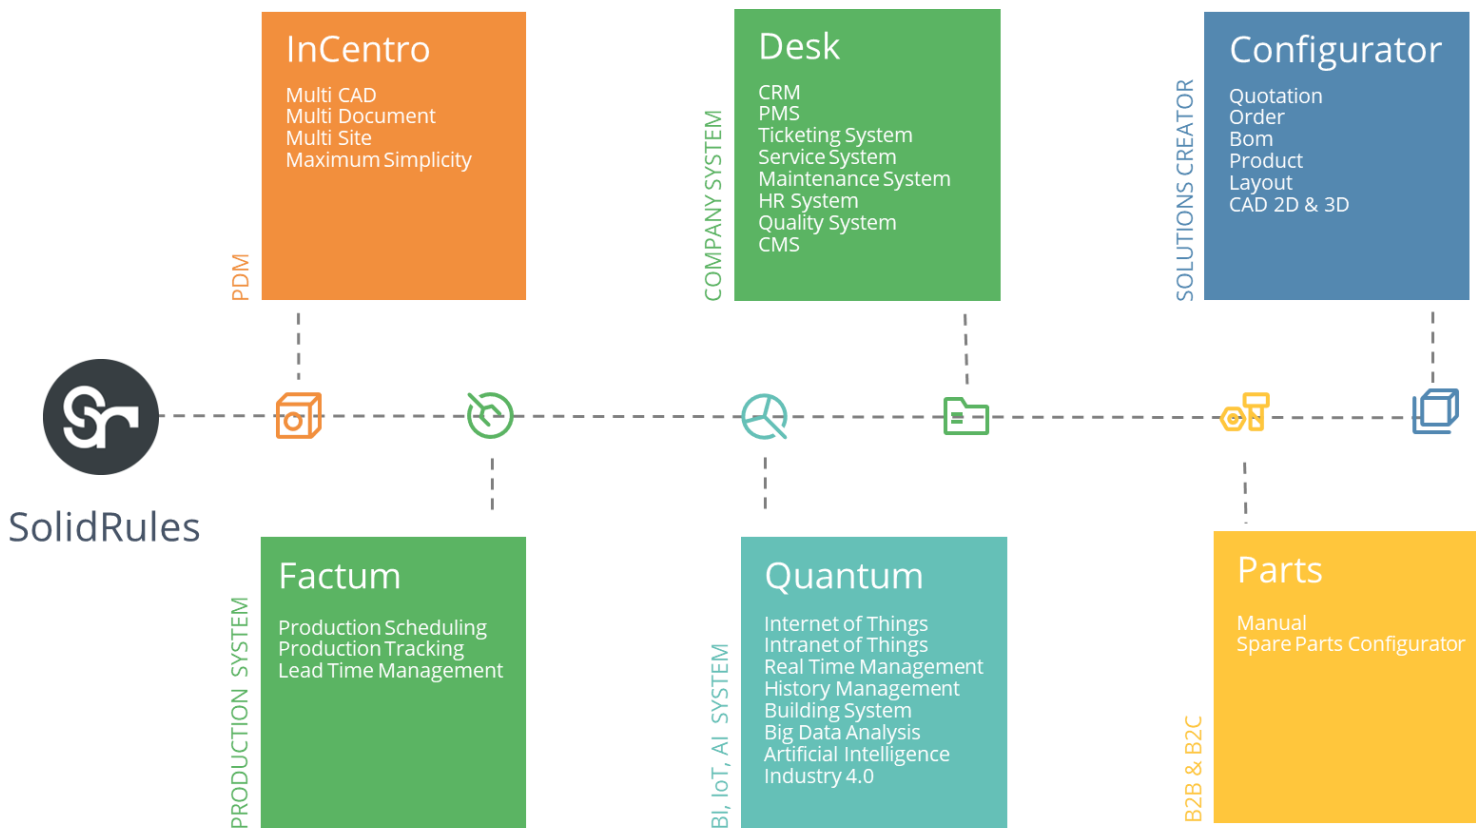 InCentro
Multi CAD
Multi Document
Multi Site
Maximum Simplicity
PDM
Desk
CRM
PMS
Ticketing System
Service System
Maintenance System
HR System
Quality System
CMS
COMPANY SYSTEM
Configurator
Quotation
Order
Bom
Product
Layout
CAD 2D & 3D
SOLUTIONS CREATOR
sr
SolidRules
Factum
Production Scheduling
Production Tracking
Lead Time Management
PRODUCTION SYSTEM
Quantum
Internet of Things
Intranet of Things
Real Time Management
History Management
Building System
Big Data Analysis
Artificial Intelligence
Industry 4.0
BI, IoT, AI SYSTEM
Parts
Manual
Spare Parts Configurator
B2B & B2C